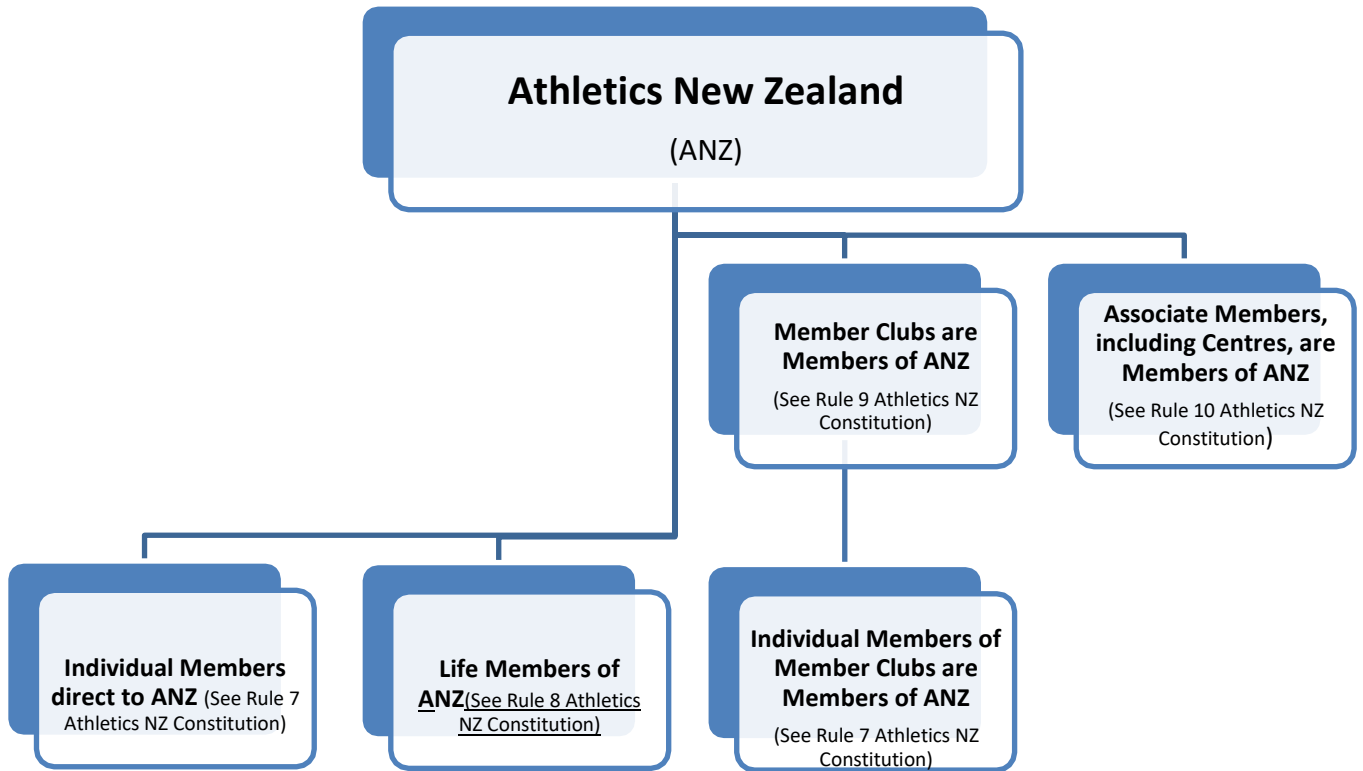 Athletics New Zealand
(ANZ)
Member Clubs are
Members of ANZ
(See Rule 9 Athletics NZ
Constitution)
Associate Members,
including Centres, are
Members of ANZ
(See Rule 10 Athletics NZ
Constitution)
Individual Members
direct to ANZ (See Rule 7
Athletics NZ Constitution)
Life Members of
ANZ(See Rule 8 Athletics
NZ Constitution)
Individual Members of
Member Clubs are
Members of ANZ
(See Rule 7 Athletics NZ
Constitution)